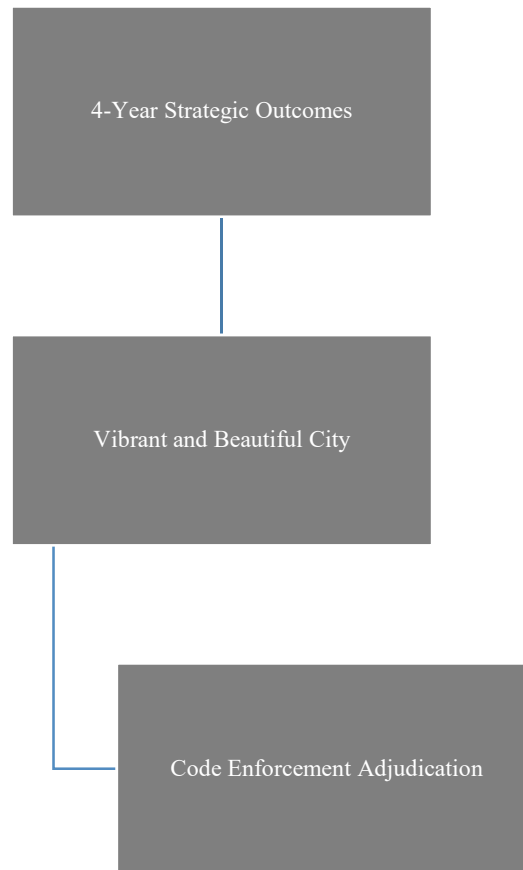 4-Year Strategic Outcomes
Vibrant and Beautiful City
Code Enforcement Adjudication